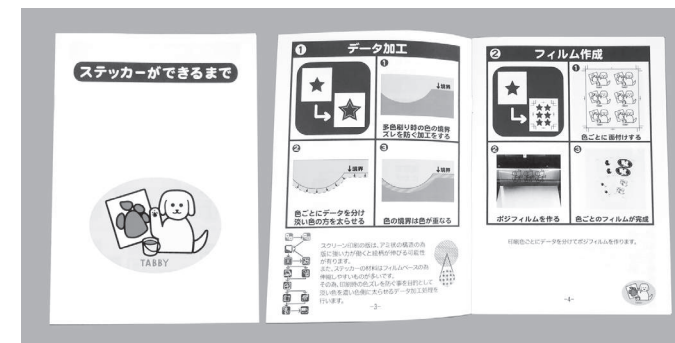 ステッカーができるまで
TABBY
❶ データ加工
❶
↓境界
多色刷り時の色の境界
ズレを防ぐ加工をする
❷
↓境界
色ごとにデータを分け
淡い色の方を太らせる
❸
↓境界
色の境界は色が重なる
スクリーン印刷の版は、アミ状の構造の為
版に強い力が働くと絵柄が伸びる可能性
が有ります。
また、ステッカーの材料はフィルムベースの為
伸縮しやすいものが多いです。
その為、印刷時の色ズレを防ぐ事を目的として
淡い色を濃い色側に太らせるデータ加工処理を
行います。
-3-
❷ フィルム作成
❶
色ごとに面付けする
❷
ポジフィルムを作る
❸
色ごとのフィルムが完成
印刷色ごとにデータを分けてポジフィルムを作ります。
-4-